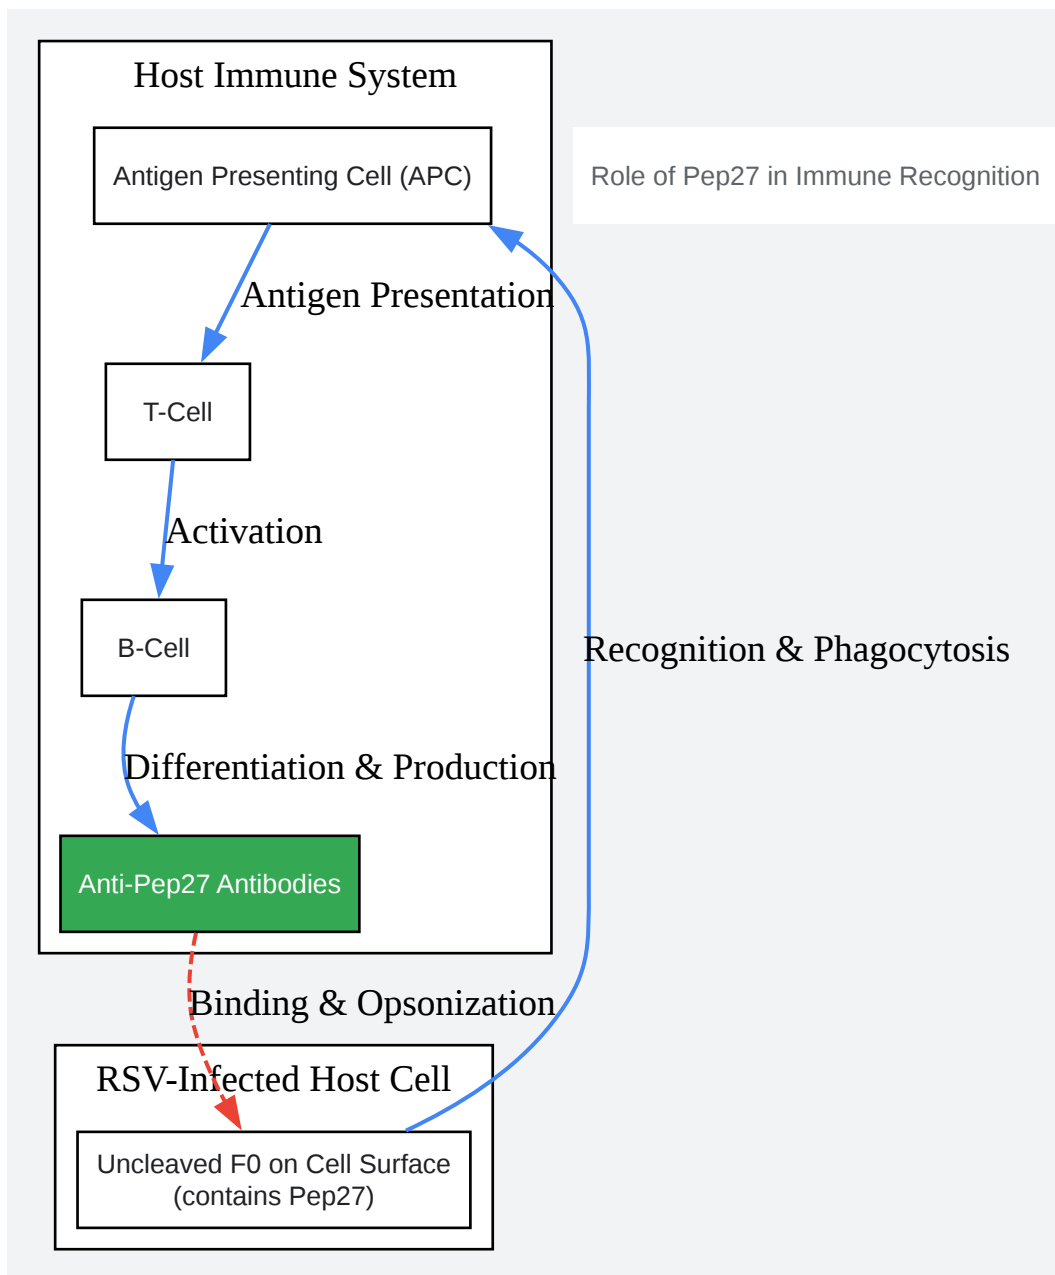 Host Immune System
Antigen Presenting Cell (APC)
Role of Pep27 in Immune Recognition
Antigen Presentation
T-Cell
Activation
B-Cell
Recognition & Phagocytosis
Differentiation & Production
Anti-Pep27 Antibodies
Binding & Opsonization
RSV-Infected Host Cell
Uncleaved F0 on Cell Surface
(contains Pep27)